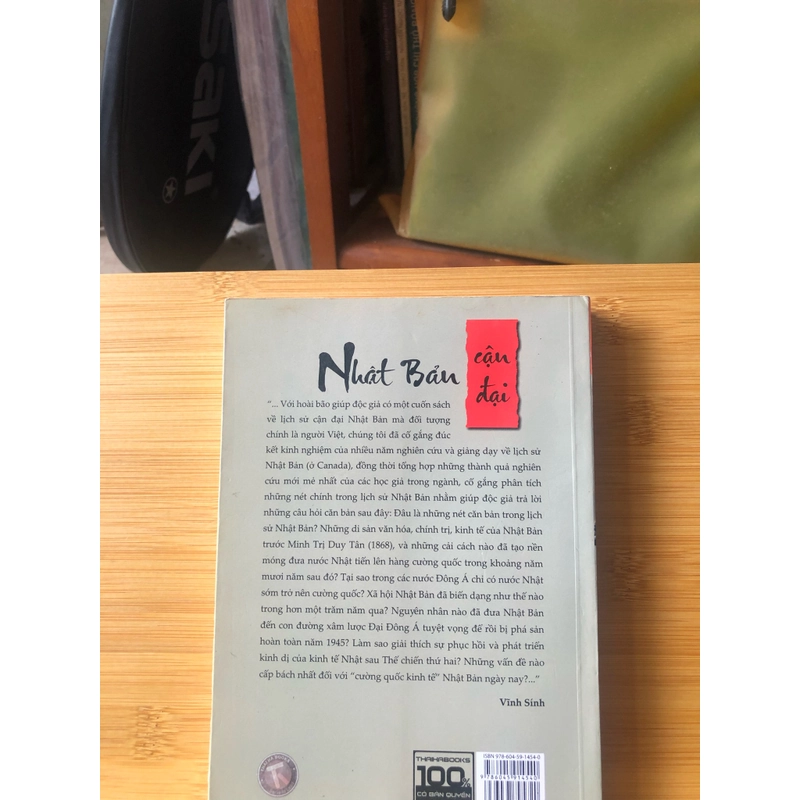 SSAKI
Nhật Bản
cận
đại
"... Với hoài bão giúp độc giả có một cuốn sách
về lịch sử cận đại Nhật Bản mà đối tượng
chính là người Việt, chúng tôi đã cố gắng đúc
kết kinh nghiệm của nhiều năm nghiên cứu và giảng dạy về lịch sử
Nhật Bản (ở Canada), đồng thời tổng hợp những thành quả nghiên
cứu mới mẻ nhất của các học giả trong ngành, cố gắng phân tích
những nét chính trong lịch sử Nhật Bản nhằm giúp độc giả trả lời
những câu hỏi căn bản sau đây: Đâu là những nét căn bản trong lịch
sử Nhật Bản? Những di sản văn hóa, chính trị, kinh tế của Nhật Bản
trước Minh Trị Duy Tân (1868), và những cải cách nào đã tạo nền
móng đưa nước Nhật tiến lên hàng cường quốc trong khoảng năm
mươi năm sau đó? Tại sao trong các nước Đông Á chỉ có nước Nhật
sớm trở nên cường quốc? Xã hội Nhật Bản đã biến dạng như thế nào
trong hơn một trăm năm qua? Nguyên nhân nào đã đưa Nhật Bản
đến con đường xâm lược Đại Đông Á tuyệt vọng để rồi bị phá sản
hoàn toàn năm 1945? Làm sao giải thích sự phục hồi và phát triển
kinh dị của kinh tế Nhật sau Thế chiến thứ hai? Những vấn đề nào
cấp bách nhất đối với "cường quốc kinh tế" Nhật Bản ngày nay?..."
Vĩnh Sính
THAIHABOOKS
100%
CÓ BẢN QUYỀN
ISBN 978-604-59-1454-0
9786045914540